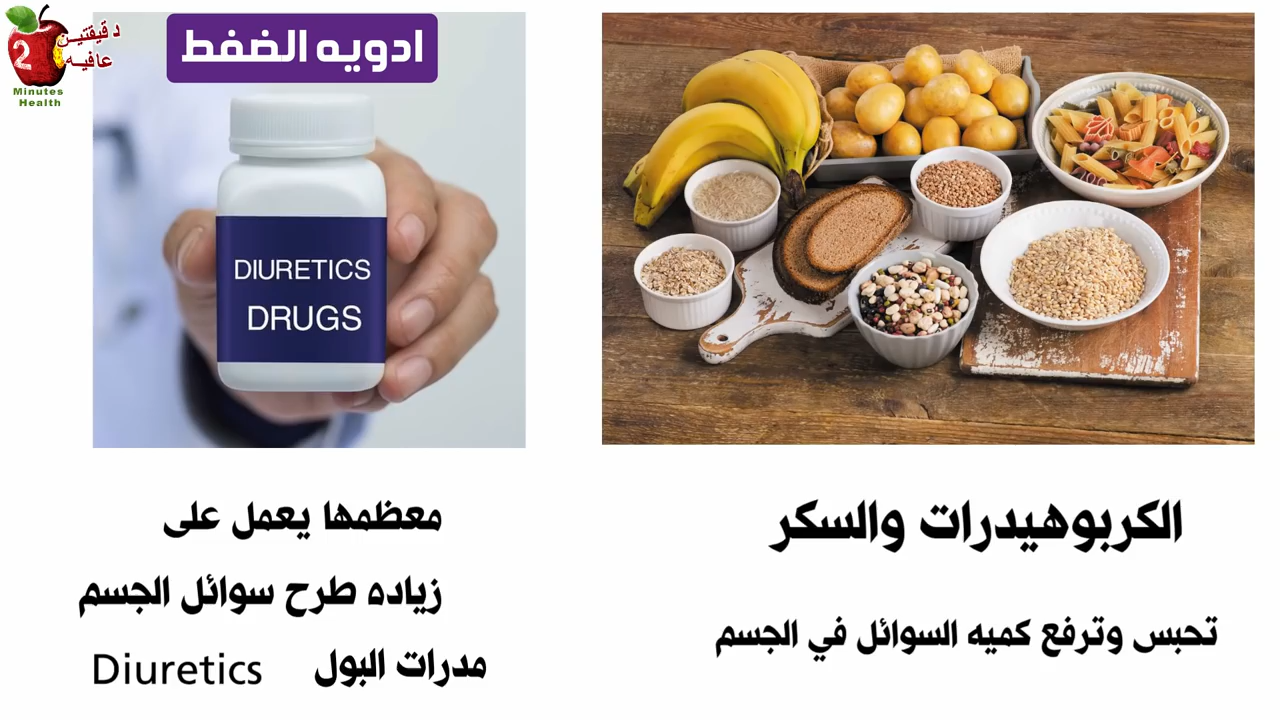 دقيقتين
عافيه
2
Minutes
Health
ادويه الضغط
DIURETICS
DRUGS
معظمها يعمل على
زياده طرح سوائل الجسم
مدرات البول Diuretics
الكربوهيدرات والسكر
تحبس وترفع كميه السوائل في الجسم